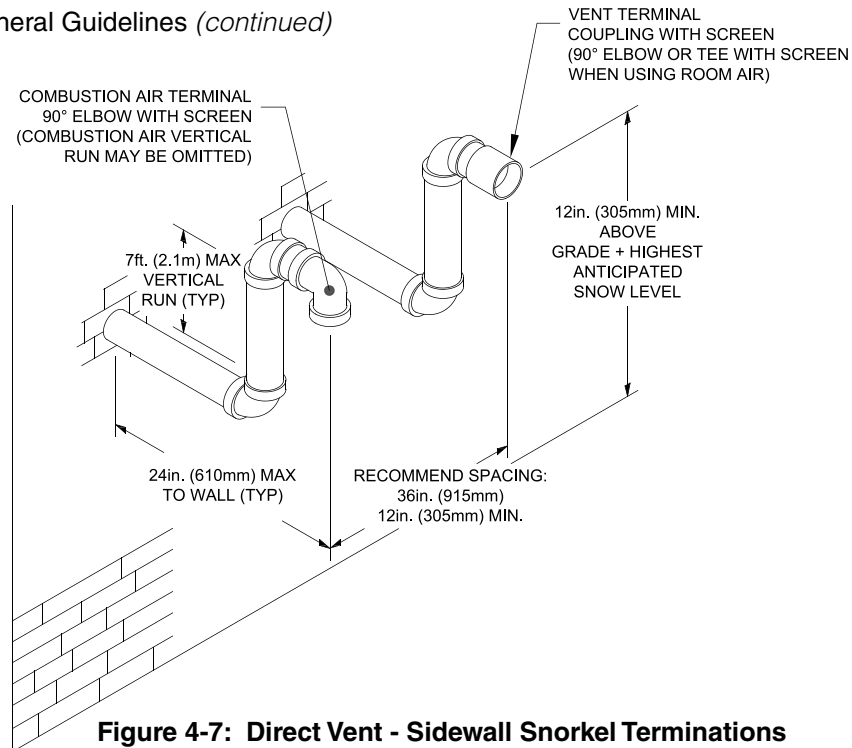 neral Guidelines (continued)
VENT TERMINAL
COUPLING WITH SCREEN
(90° ELBOW OR TEE WITH SCREEN
WHEN USING ROOM AIR)
COMBUSTION AIR TERMINAL
90° ELBOW WITH SCREEN
(COMBUSTION AIR VERTICAL
RUN MAY BE OMITTED)
7ft. (2.1m) MAX
VERTICAL
RUN (TYP)
12in. (305mm) MIN.
ABOVE
GRADE + HIGHEST
ANTICIPATED
SNOW LEVEL
24in. (610mm) MAX
TO WALL (TYP)
RECOMMEND SPACING:
36in. (915mm)
12in. (305mm) MIN.
Figure 4-7: Direct Vent - Sidewall Snorkel Terminations